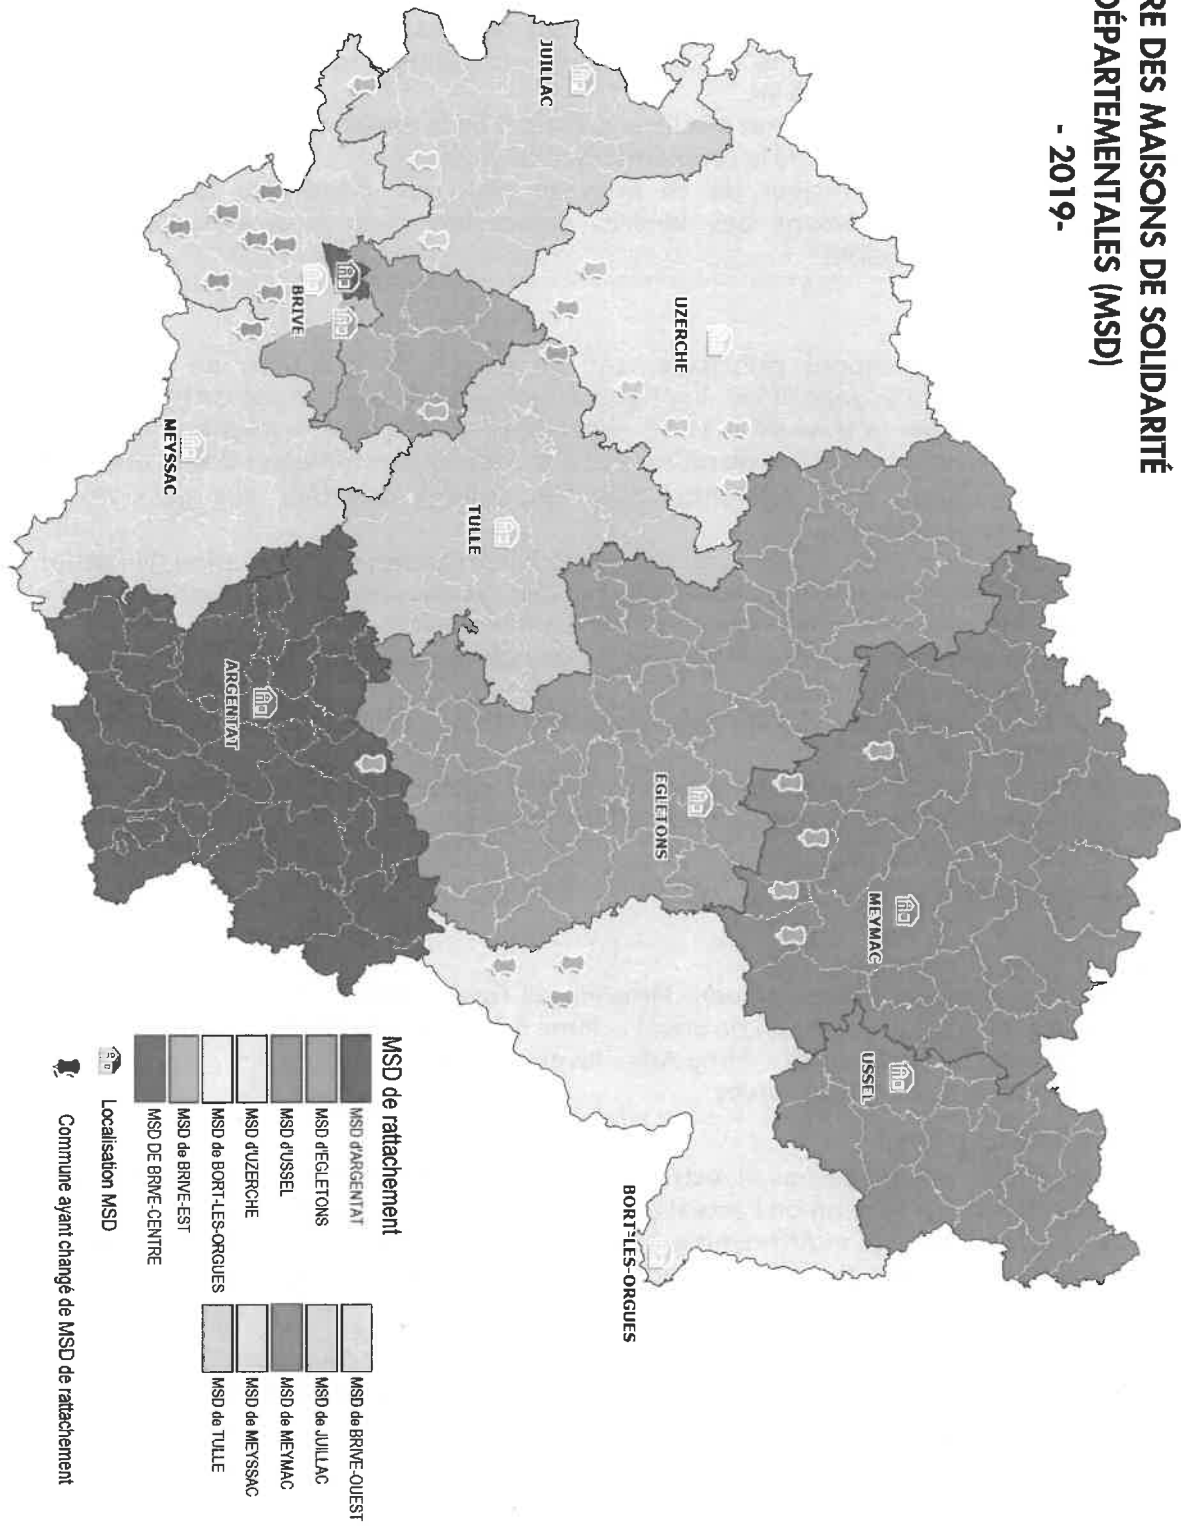 RE DES MAISONS DE SOLIDARITÉ
DÉPARTEMENTALES (MSD)
- 2019-
JUILLAC
UZERCHE
BRIVE
MEYSSAC
TULLE
ARGENTAT
EGLETONS
MEYMAC
USSEL
BORT-LES-ORGUES
MSD de rattachement
MSD d'ARGENTAT
MSD d'EGLETONS
MSD d'USSEL
MSD d'UZERCHE
MSD de BORT-LES-ORGUES
MSD de BRIVE-EST
MSD DE BRIVE-CENTRE
MSD de BRIVE-OUEST
MSD de JUILLAC
MSD de MEYMAC
MSD de MEYSSAC
MSD de TULLE
Localisation MSD
Commune ayant changé de MSD de rattachement